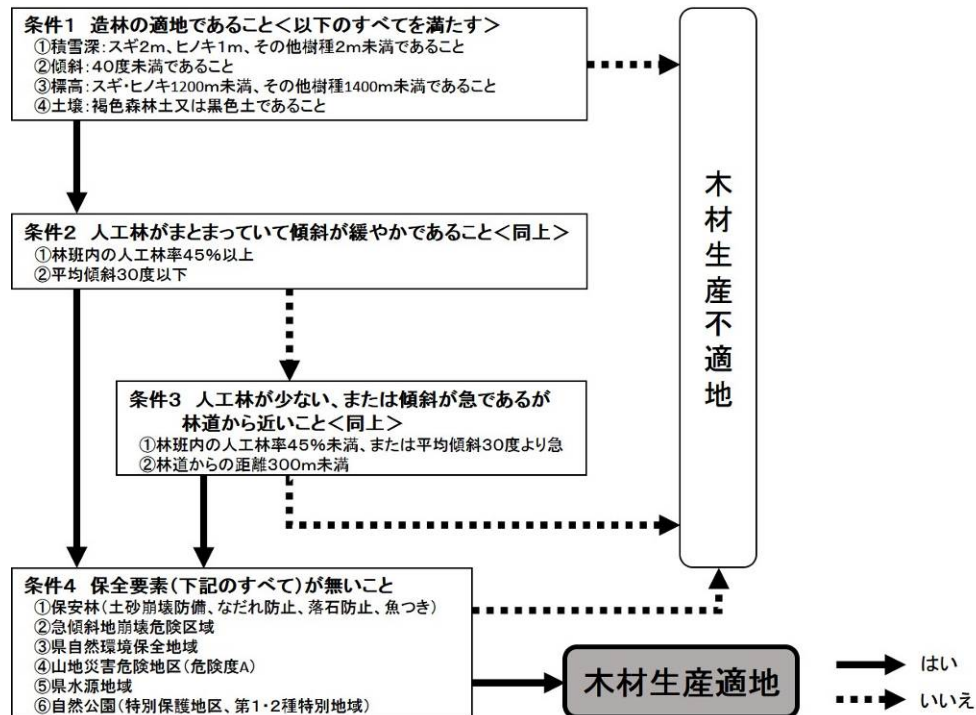 条件1 造林の適地であること<以下のすべてを満たす>
①積雪深:スギ2m、ヒノキ1m、その他樹種2m未満であること
②傾斜:40度未満であること
③標高:スギ・ヒノキ1200m未満、その他樹種1400m未満であること
④土壌:褐色森林土又は黒色土であること
条件2 人工林がまとまっていて傾斜が緩やかであること<同上>
①林班内の人工林率45%以上
②平均傾斜30度以下
条件3 人工林が少ない、または傾斜が急であるが
林道から近いこと<同上>
①林班内の人工林率45%未満、または平均傾斜30度より急
②林道からの距離300m未満
条件4 保全要素(下記のすべて)が無いこと
①保安林(土砂崩壊防備、なだれ防止、落石防止、魚つき)
②急傾斜地崩壊危険区域
③県自然環境保全地域
④山地災害危険地区(危険度A)
⑤県水源地域
⑥自然公園(特別保護地区、第1・2種特別地域)
木材生産不適地
木材生産適地
はい
いいえ